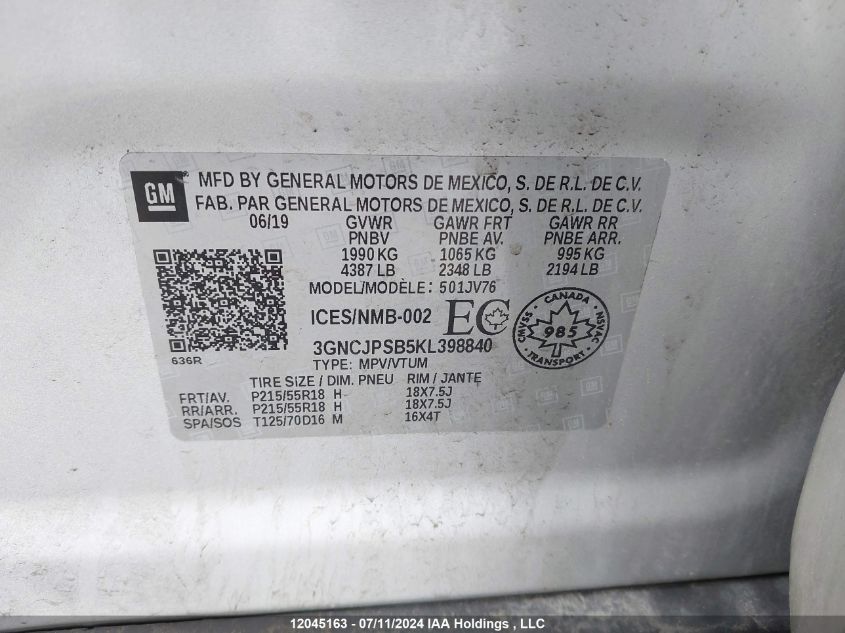 GM
MFD BY GENERAL MOTORS DE MEXICO, S. DE R.L. DE C.V.
FAB. PAR GENERAL MOTORS DE MEXICO, S. DE R.L. DE C.V.
06/19 GVWR GAWR FRT GAWR RR
PNBV PNBE AV. PNBE ARR.
1990 KG 1065 KG 995 KG
4387 LB 2348 LB 2194 LB
MODEL/MODÈLE: 501JV76
ICES/NMB-002 EC
CANADA
CMVSS 985 NSVAC
TRANSPORT
636R
3GNCJPSB5KL398840
TYPE: MPV/VTUM
TIRE SIZE / DIM. PNEU RIM / JANTE
FRT/AV. P215/55R18 H 18X7.5J
RR/ARR. P215/55R18 H 18X7.5J
SPA/SOS T125/70D16 M 16X4T
12045163 - 07/11/2024 IAA Holdings , LLC